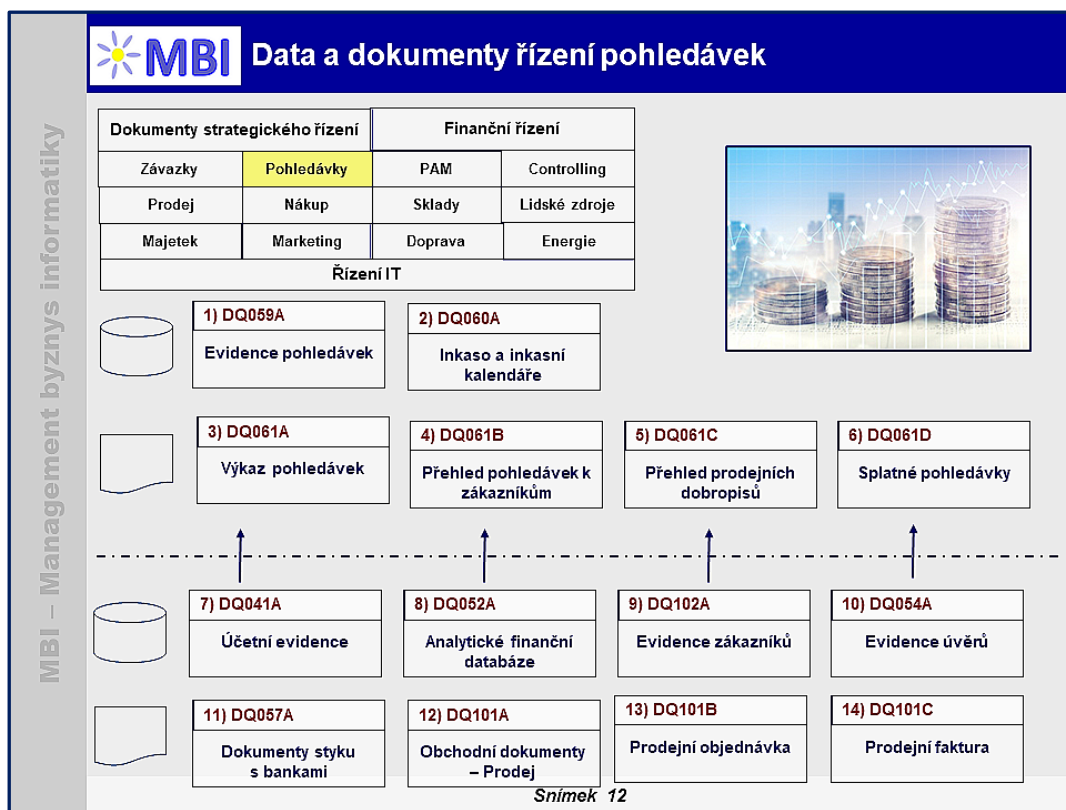 MBI
Data a dokumenty řízení pohledávek
MBI – Management byznys informatiky
Dokumenty strategického řízení
Finanční řízení
Závazky
Pohledávky
PAM
Controlling
Prodej
Nákup
Sklady
Lidské zdroje
Majetek
Marketing
Doprava
Energie
Řízení IT
1) DQ059A
Evidence pohledávek
2) DQ060A
Inkaso a inkasní
kalendáře
3) DQ061A
Výkaz pohledávek
4) DQ061B
Přehled pohledávek k
zákazníkům
5) DQ061C
Přehled prodejních
dobropisů
6) DQ061D
Splatné pohledávky
7) DQ041A
Účetní evidence
8) DQ052A
Analytické finanční
databáze
9) DQ102A
Evidence zákazníků
10) DQ054A
Evidence úvěrů
11) DQ057A
Dokumenty styku
s bankami
12) DQ101A
Obchodní dokumenty
– Prodej
13) DQ101B
Prodejní objednávka
14) DQ101C
Prodejní faktura
Snímek 12